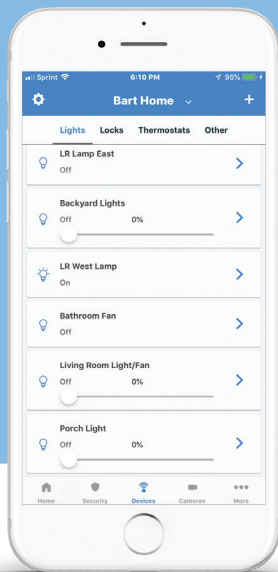 Sprint 6:10 PM 95%
Bart Home
Lights Locks Thermostats Other
LR Lamp East
Off
Backyard Lights
Off 0%
LR West Lamp
On
Bathroom Fan
Off
Living Room Light/Fan
Off 0%
Porch Light
Off 0%
Home Security Devices Cameras More